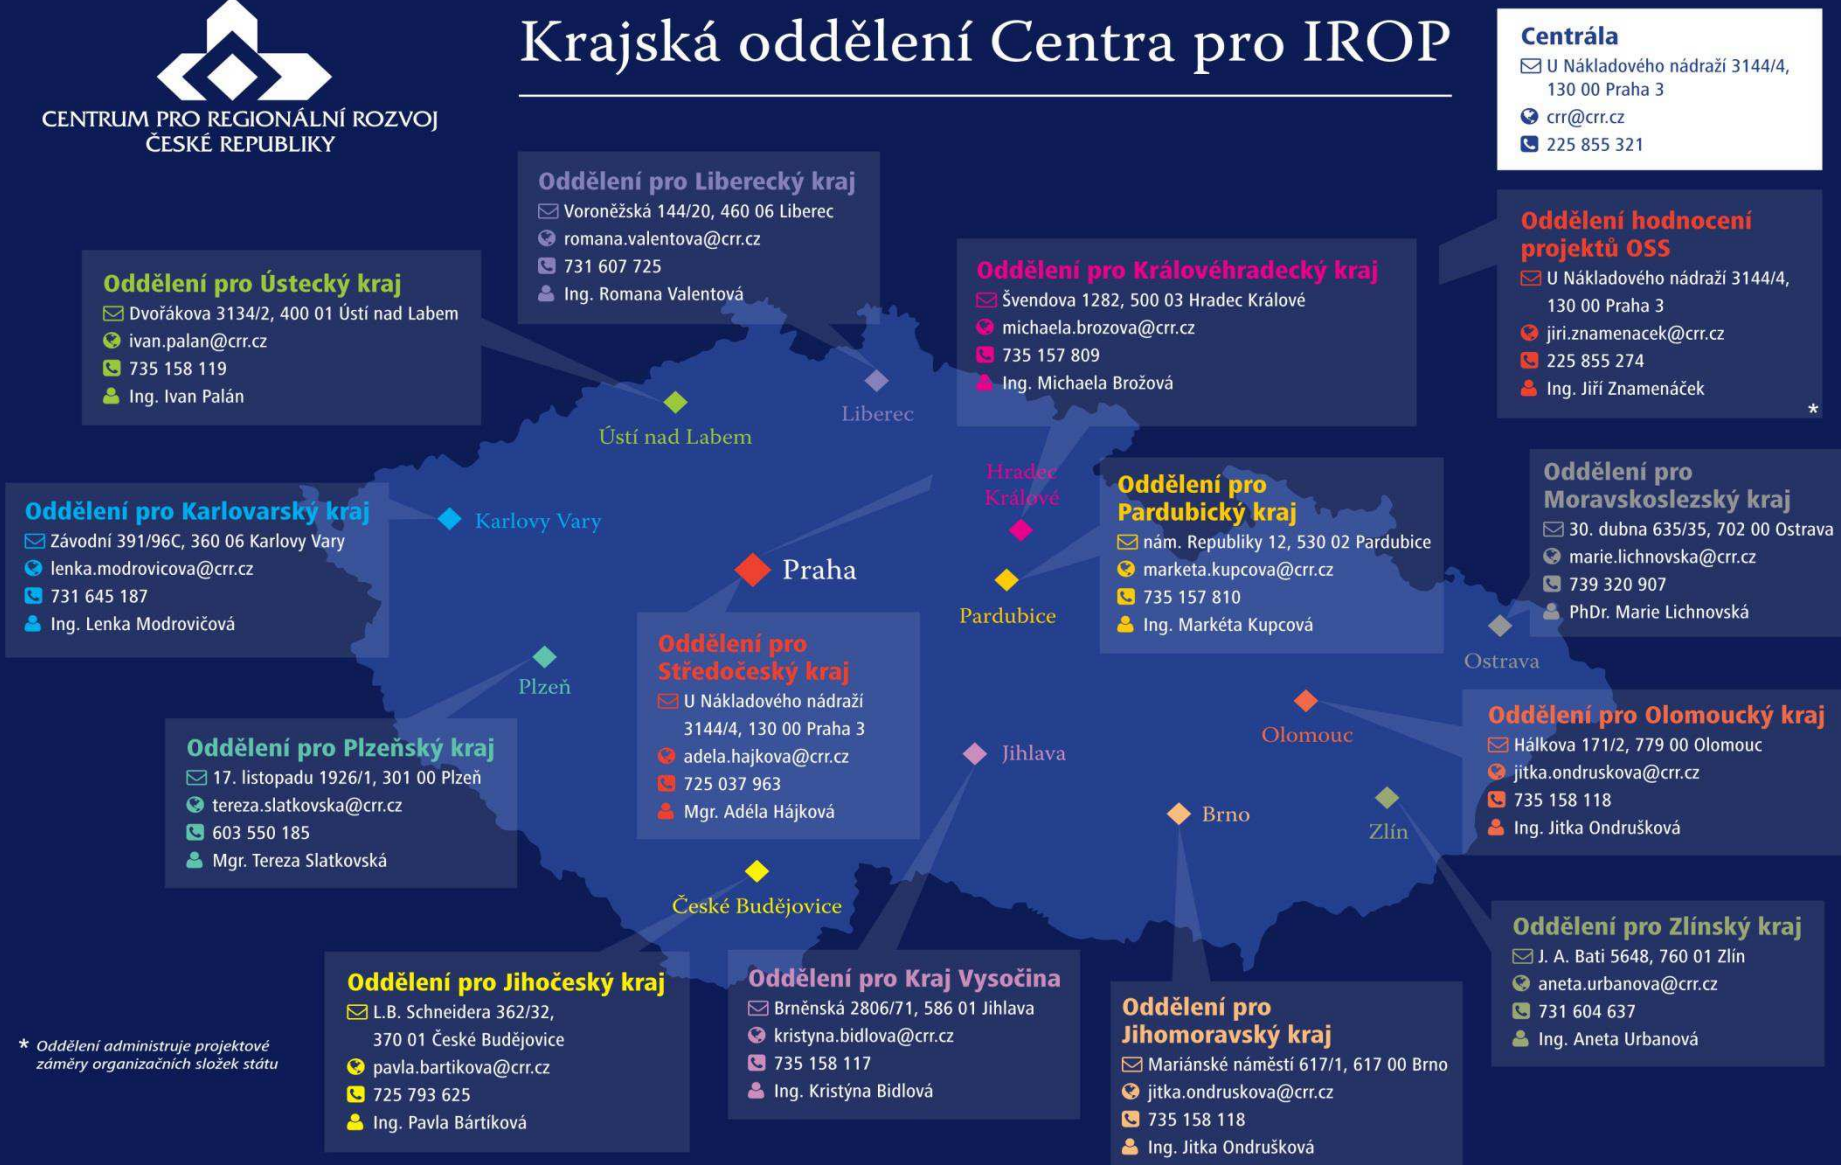 CENTRUM PRO REGIONÁLNÍ ROZVOJ
ČESKÉ REPUBLIKY
Krajská oddělení Centra pro IROP
Centrála
U Nákladového nádraží 3144/4,
130 00 Praha 3
crr@crr.cz
225 855 321
Oddělení pro Liberecký kraj
Voroněžská 144/20, 460 06 Liberec
romana.valentova@crr.cz
731 607 725
Ing. Romana Valentová
Oddělení hodnocení
projektů OSS
U Nákladového nádraží 3144/4,
130 00 Praha 3
jiri.znamenacek@crr.cz
225 855 274
Ing. Jiří Znamenáček
*
Oddělení pro Ústecký kraj
Dvořákova 3134/2, 400 01 Ústí nad Labem
ivan.palan@crr.cz
735 158 119
Ing. Ivan Palán
Oddělení pro Královéhradecký kraj
Švendova 1282, 500 03 Hradec Králové
michaela.brozova@crr.cz
735 157 809
Ing. Michaela Brožová
Liberec
Ústí nad Labem
Hradec
Králové
Oddělení pro Karlovarský kraj
Závodní 391/96C, 360 06 Karlovy Vary
lenka.modrovicova@crr.cz
731 645 187
Ing. Lenka Modrovičová
Karlovy Vary
Praha
Pardubice
Oddělení pro
Pardubický kraj
nám. Republiky 12, 530 02 Pardubice
marketa.kupcova@crr.cz
735 157 810
Ing. Markéta Kupcová
Oddělení pro
Moravskoslezský kraj
30. dubna 635/35, 702 00 Ostrava
marie.lichnovska@crr.cz
739 320 907
PhDr. Marie Lichnovská
Ostrava
Plzeň
Oddělení pro
Středočeský kraj
U Nákladového nádraží
3144/4, 130 00 Praha 3
adela.hajkova@crr.cz
725 037 963
Mgr. Adéla Hájková
Jihlava
Olomouc
Oddělení pro Olomoucký kraj
Hálkova 171/2, 779 00 Olomouc
jitka.ondruskova@crr.cz
735 158 118
Ing. Jitka Ondrušková
Oddělení pro Plzeňský kraj
17. listopadu 1926/1, 301 00 Plzeň
tereza.slatkovska@crr.cz
603 550 185
Mgr. Tereza Slatkovská
Brno
Zlín
České Budějovice
Oddělení pro Zlínský kraj
J. A. Bati 5648, 760 01 Zlín
aneta.urbanova@crr.cz
731 604 637
Ing. Aneta Urbanová
Oddělení pro Jihočeský kraj
L.B. Schneidera 362/32,
370 01 České Budějovice
pavla.bartikova@crr.cz
725 793 625
Ing. Pavla Bártíková
Oddělení pro Kraj Vysočina
Brněnská 2806/71, 586 01 Jihlava
kristyna.bidlova@crr.cz
735 158 117
Ing. Kristýna Bidlová
Oddělení pro
Jihomoravský kraj
Mariánské náměstí 617/1, 617 00 Brno
jitka.ondruskova@crr.cz
735 158 118
Ing. Jitka Ondrušková
* Oddělení administruje projektové
záměry organizačních složek státu